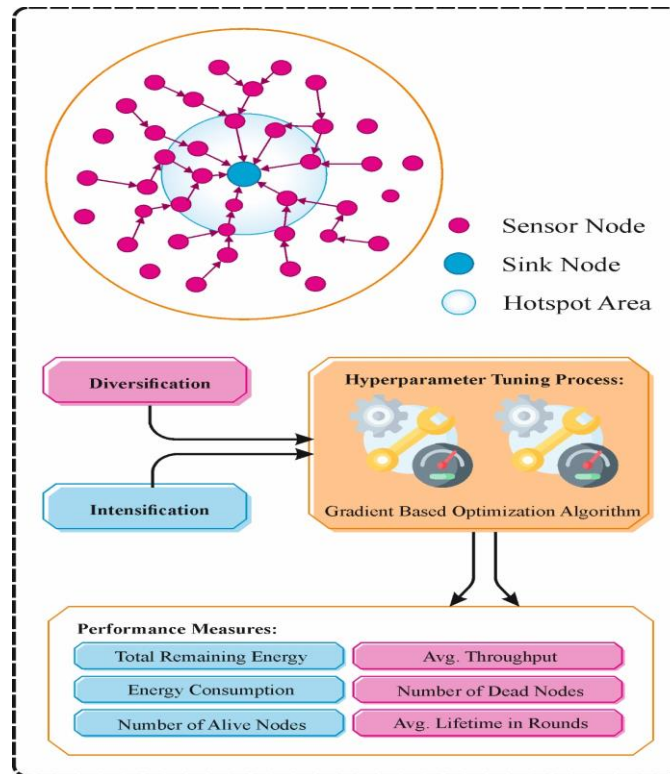 Sensor Node
Sink Node
Hotspot Area
Diversification
Intensification
Hyperparameter Tuning Process:
Gradient Based Optimization Algorithm
Performance Measures:
Total Remaining Energy
Avg. Throughput
Energy Consumption
Number of Dead Nodes
Number of Alive Nodes
Avg. Lifetime in Rounds